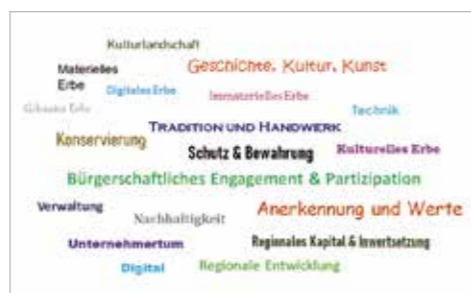 Kulturlandschaft
Materielles
Erbe
Geschichte, Kultur, Kunst
Digitales Erbe
Immaterielles Erbe
Erbe
Technik
TRADITION UND HANDWERK
Konservierung
Schutz & Bewahrung
Kulturelles Erbe
Bürgerschaftliches Engagement & Partizipation
Verwaltung
Nachhaltigkeit
Anerkennung und Werte
Unternehmertum
Regionales Kapital & Inwertsetzung
Digital
Regionale Entwicklung